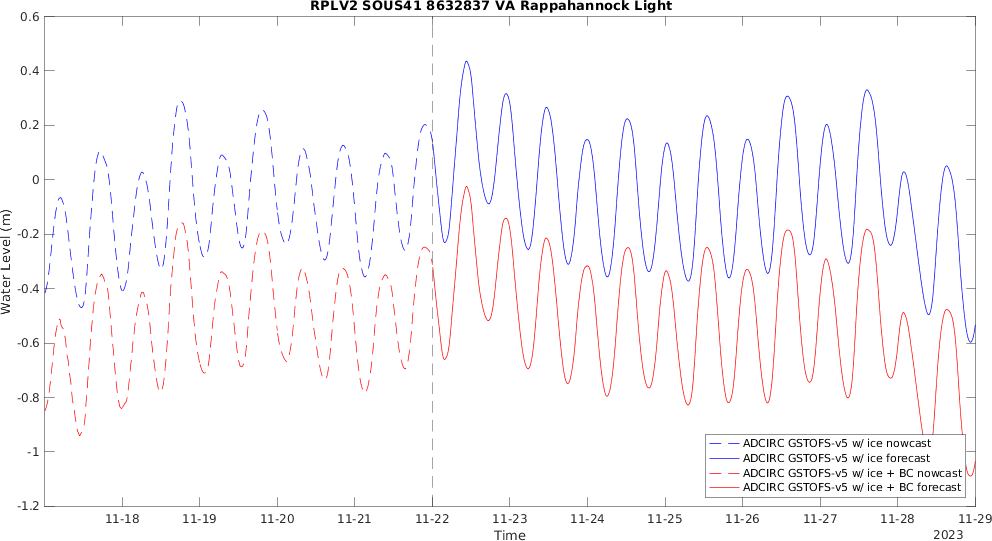 RPLV2 SOUS41 8632837 VA Rappahannock Light
0.6
0.4
0.2
0
-0.2
-0.4
-0.6
-0.8
-1
-1.2
Water Level (m)
ADCIRC GSTOFS-v5 w/ ice nowcast
ADCIRC GSTOFS-v5 w/ ice forecast
ADCIRC GSTOFS-v5 w/ ice + BC nowcast
ADCIRC GSTOFS-v5 w/ ice + BC forecast
11-18 11-19 11-20 11-21 11-22 11-23 11-24 11-25 11-26 11-27 11-28 11-29
Time
2023